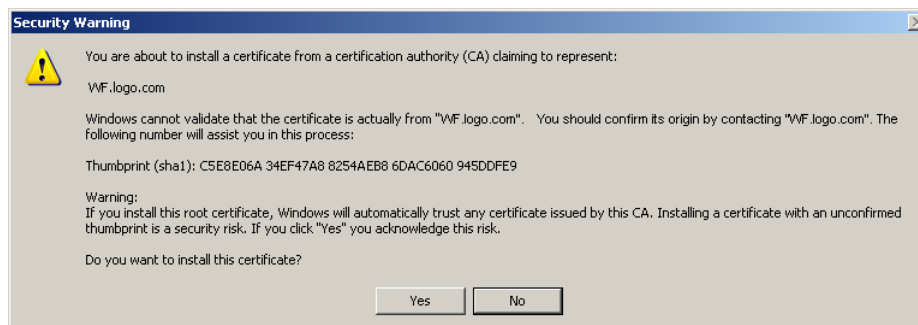 Security Warning
You are about to install a certificate from a certification authority (CA) claiming to represent:
WF.logo.com
Windows cannot validate that the certificate is actually from "WF.logo.com". You should confirm its origin by contacting "WF.logo.com". The
following number will assist you in this process:
Thumbprint (sha1): C5E8E06A 34EF47A8 8254AEB8 6DAC6060 945DDFE9
Warning:
If you install this root certificate, Windows will automatically trust any certificate issued by this CA. Installing a certificate with an unconfirmed
thumbprint is a security risk. If you click "Yes" you acknowledge this risk.
Do you want to install this certificate?
Yes No